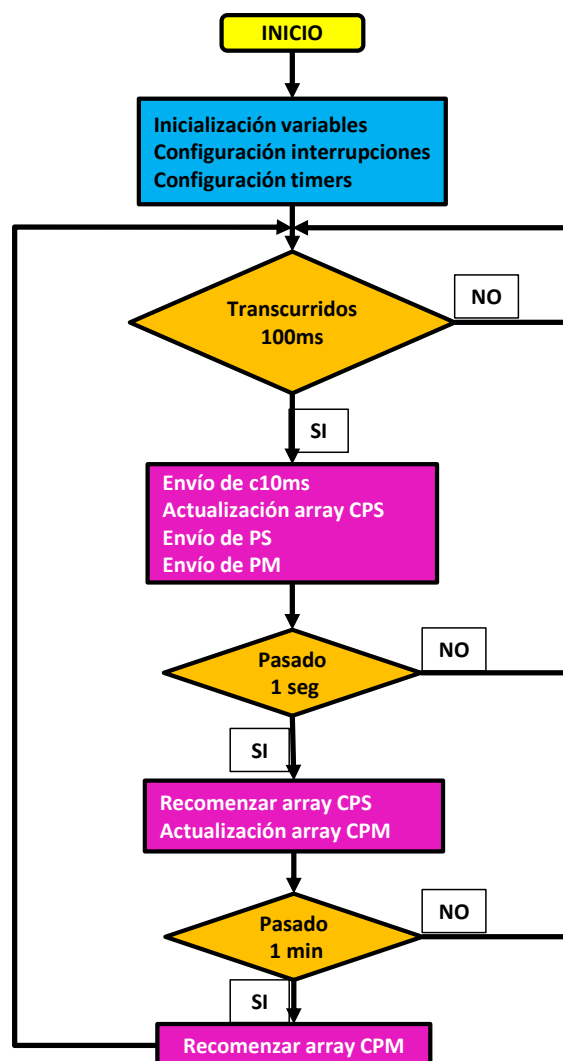 INICIO
Inicialización variables
Configuración interrupciones
Configuración timers
Transcurridos
100ms
NO
SI
Envío de c10ms
Actualización array CPS
Envío de PS
Envío de PM
Pasado
1 seg
NO
SI
Recomenzar array CPS
Actualización array CPM
Pasado
1 min
NO
SI
Recomenzar array CPM